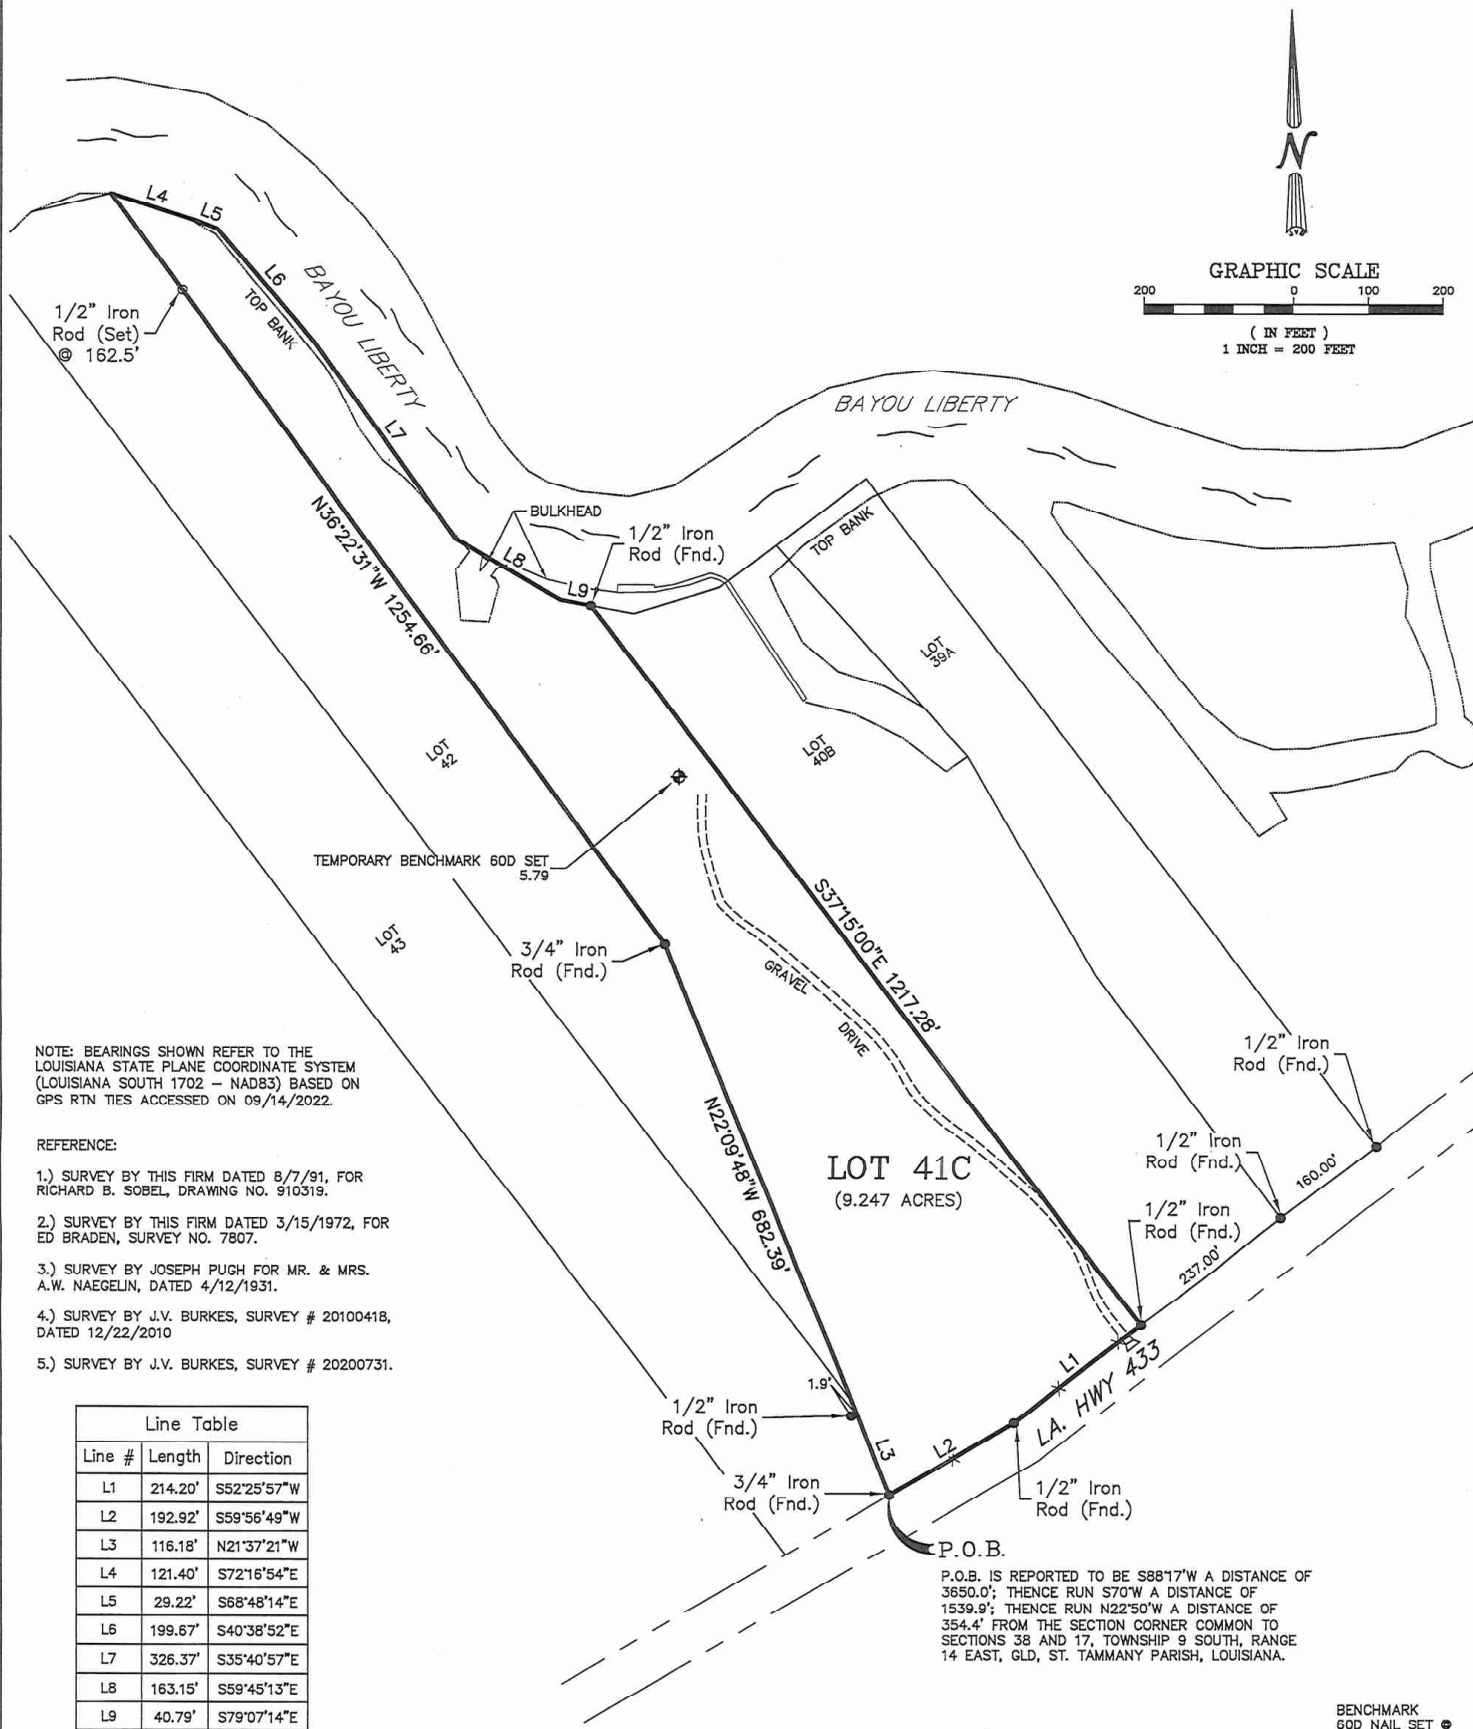 N
GRAPHIC SCALE
200 0 100 200
( IN FEET )
1 INCH = 200 FEET
L4
L5
L6
TOP BANK
BAYOU LIBERTY
L7
1/2" Iron
Rod (Set)
@ 162.5'
BAYOU LIBERTY
BULKHEAD
L8
L9
1/2" Iron
Rod (Fnd.)
TOP BANK
N36°22'31"W 1254.66'
LOT
39A
LOT
42
LOT
40B
TEMPORARY BENCHMARK 60D SET
5.79
S37°15'00"E 1217.28'
LOT
43
3/4" Iron
Rod (Fnd.)
GRAVEL
DRIVE
NOTE: BEARINGS SHOWN REFER TO THE
LOUISIANA STATE PLANE COORDINATE SYSTEM
(LOUISIANA SOUTH 1702 – NAD83) BASED ON
GPS RTN TIES ACCESSED ON 09/14/2022.
REFERENCE:
1.) SURVEY BY THIS FIRM DATED 8/7/91, FOR
RICHARD B. SOBEL, DRAWING NO. 910319.
2.) SURVEY BY THIS FIRM DATED 3/15/1972, FOR
ED BRADEN, SURVEY NO. 7807.
3.) SURVEY BY JOSEPH PUGH FOR MR. & MRS.
A.W. NAEGELIN, DATED 4/12/1931.
4.) SURVEY BY J.V. BURKES, SURVEY # 20100418,
DATED 12/22/2010
5.) SURVEY BY J.V. BURKES, SURVEY # 20200731.
N22°09'48"W 682.39'
LOT 41C
(9.247 ACRES)
1/2" Iron
Rod (Fnd.)
1/2" Iron
Rod (Fnd.)
160.00'
1/2" Iron
Rod (Fnd.)
237.00'
L1
LA. HWY 433
1.9'
1/2" Iron
Rod (Fnd.)
L3
L2
3/4" Iron
Rod (Fnd.)
1/2" Iron
Rod (Fnd.)
P.O.B.
P.O.B. IS REPORTED TO BE S88°17'W A DISTANCE OF
3650.0'; THENCE RUN S70°W A DISTANCE OF
1539.9'; THENCE RUN N22°50'W A DISTANCE OF
354.4' FROM THE SECTION CORNER COMMON TO
SECTIONS 38 AND 17, TOWNSHIP 9 SOUTH, RANGE
14 EAST, GLD, ST. TAMMANY PARISH, LOUISIANA.
Line Table
Line # Length Direction
L1 214.20' S52°25'57"W
L2 192.92' S59°56'49"W
L3 116.18' N21°37'21"W
L4 121.40' S72°16'54"E
L5 29.22' S68°48'14"E
L6 199.67' S40°38'52"E
L7 326.37' S35°40'57"E
L8 163.15' S59°45'13"E
L9 40.79' S79°07'14"E
BENCHMARK
60D NAIL SET @